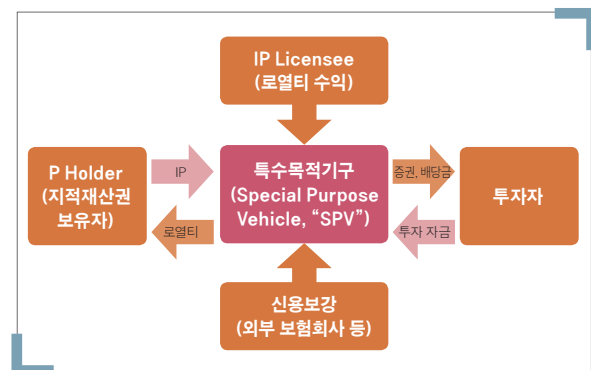 IP Licensee
(로열티 수익)
P Holder
(지적재산권
보유자)
IP
로열티
특수목적기구
(Special Purpose
Vehicle, “SPV”)
증권, 배당금
투자 자금
투자자
신용보강
(외부 보험회사 등)